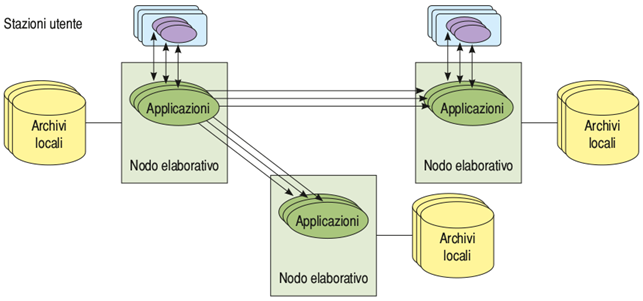 Stazioni utente
Applicazioni
Applicazioni
Archivi
locali
Archivi
locali
Nodo elaborativo
Nodo elaborativo
Applicazioni
Archivi
locali
Nodo elaborativo